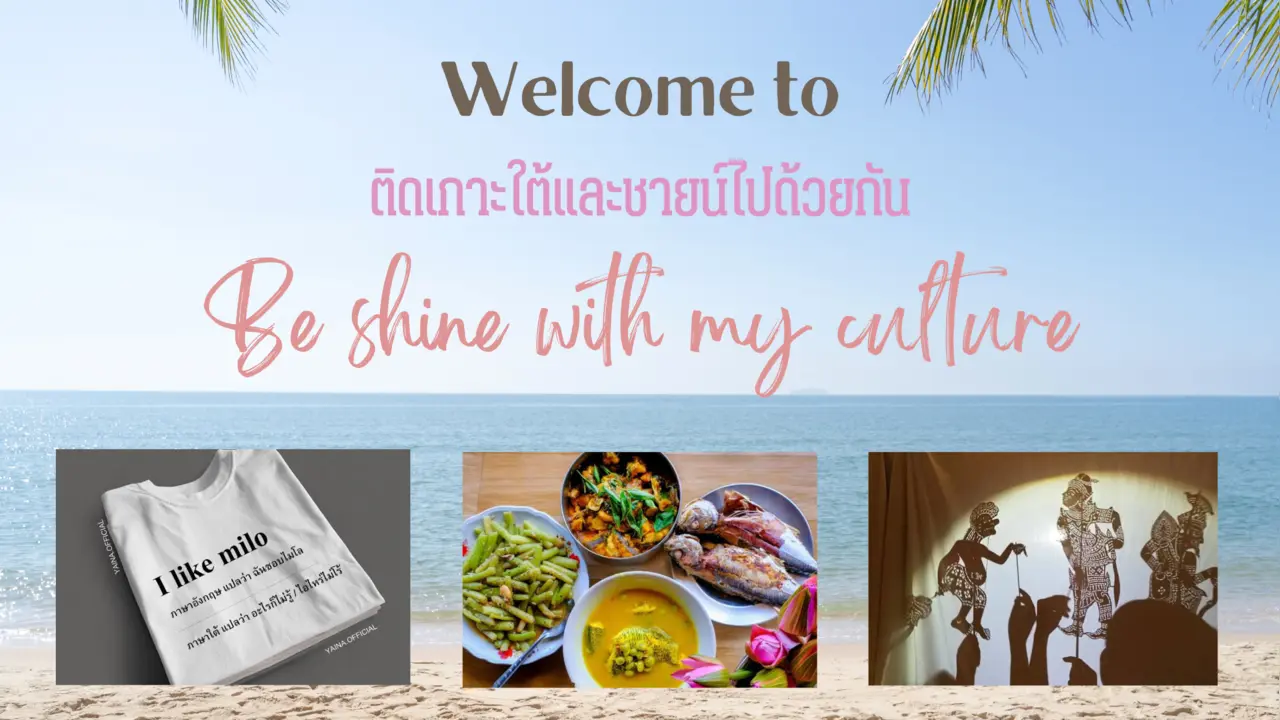 Welcome to
ติดเกาะใต้และชายน์ไปด้วยกัน
Be shine with my culture
YAINA OFFICIAL
I like milo
ภาษาอังกฤษ แปลว่า ฉันชอบไมโล
ภาษาใต้ แปลว่า อะไรก็ไม่รู้ / ไอ้ไหรี่ไม่โร้
YAINA OFFICIAL